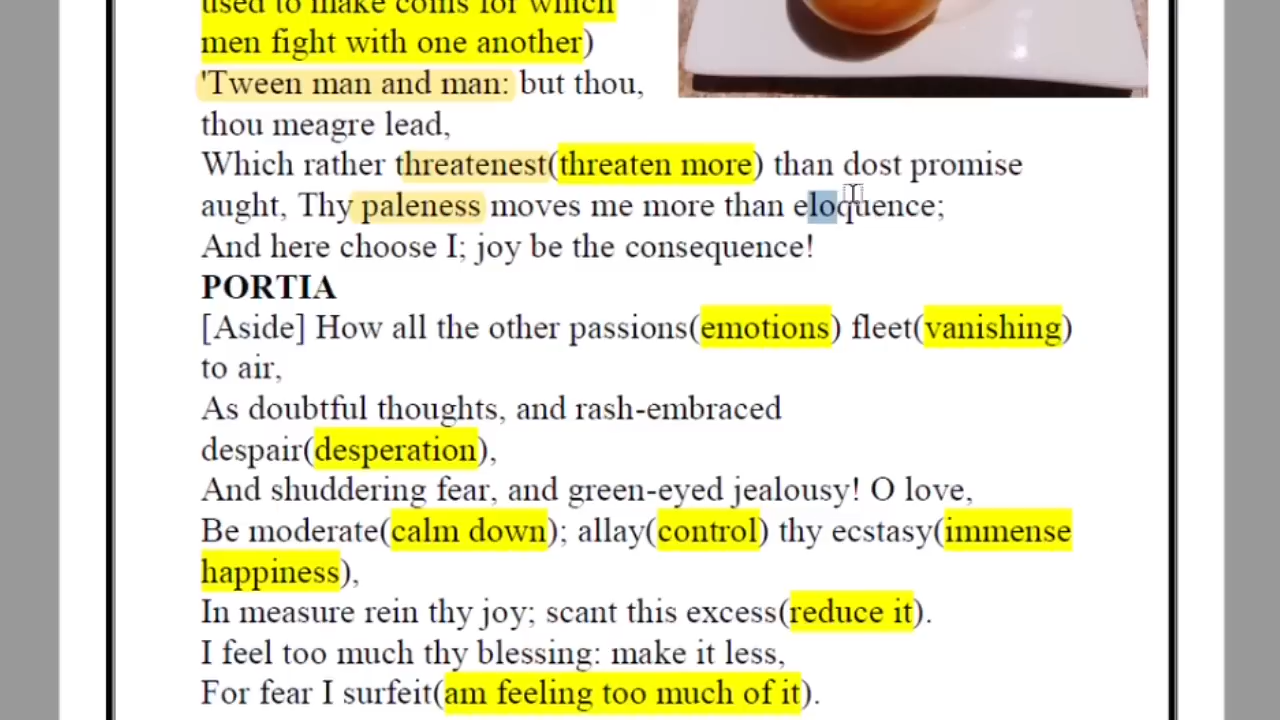 used to make coins for which
men fight with one another)
'Tween man and man: but thou,
thou meagre lead,
Which rather threatenest(threaten more) than dost promise
aught, Thy paleness moves me more than eloquence;
And here choose I; joy be the consequence!
PORTIA
[Aside] How all the other passions(emotions) fleet(vanishing)
to air,
As doubtful thoughts, and rash-embraced
despair(desperation),
And shuddering fear, and green-eyed jealousy! O love,
Be moderate(calm down); allay(control) thy ecstasy(immense
happiness),
In measure rein thy joy; scant this excess(reduce it).
I feel too much thy blessing: make it less,
For fear I surfeit(am feeling too much of it).